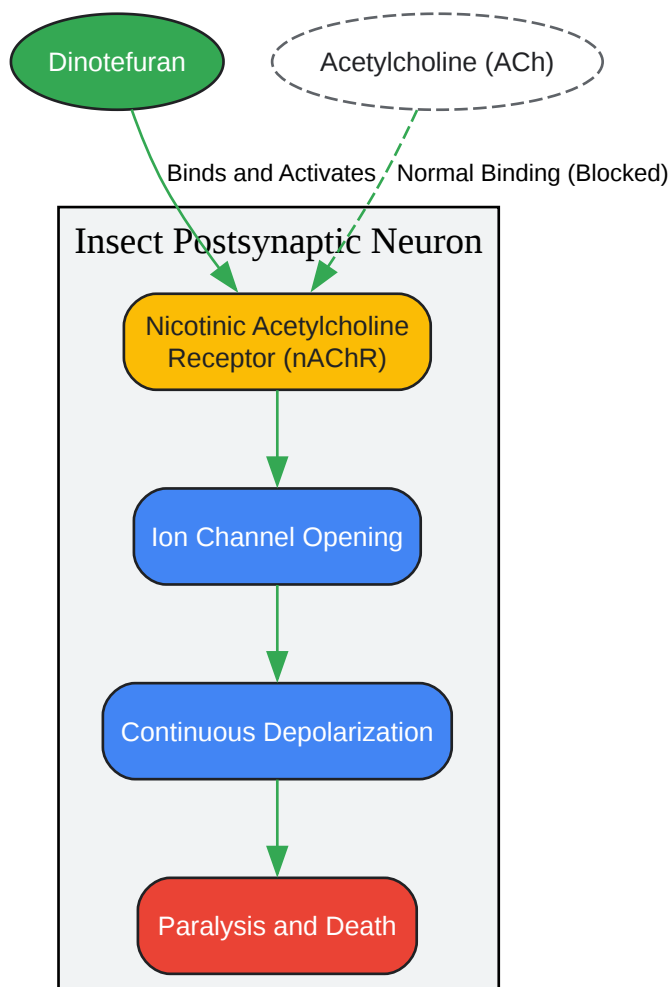 Dinotefuran
Acetylcholine (ACh)
Binds and Activates
Normal Binding (Blocked)
Insect Postsynaptic Neuron
Nicotinic Acetylcholine
Receptor (nAChR)
Ion Channel Opening
Continuous Depolarization
Paralysis and Death